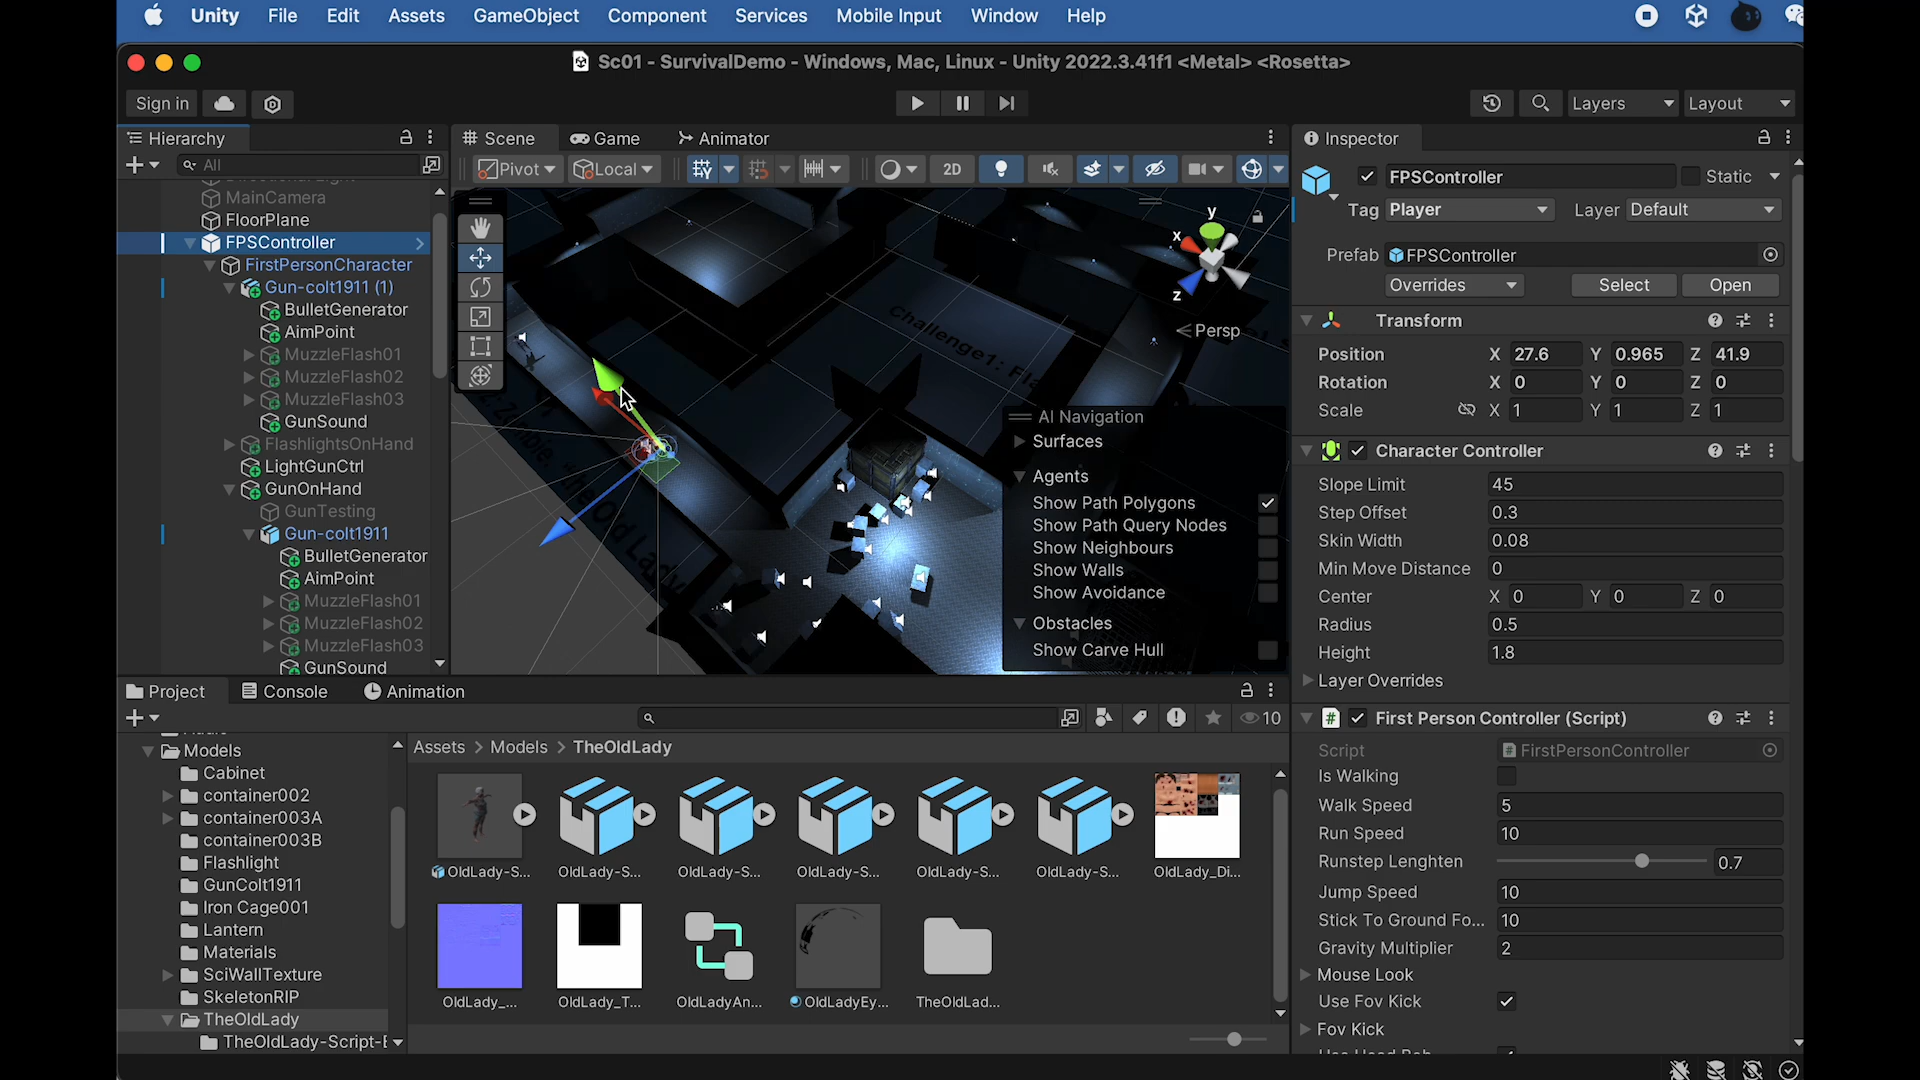 Unity File Edit Assets GameObject Component Services Mobile Input Window Help
Sc01 - SurvivalDemo - Windows, Mac, Linux - Unity 2022.3.41f1 <Metal> <Rosetta>
Sign in
Layers
Layout
Hierarchy
All
MainCamera
FloorPlane
FPSController
FirstPersonCharacter
Gun-colt1911 (1)
BulletGenerator
AimPoint
MuzzleFlash01
MuzzleFlash02
MuzzleFlash03
GunSound
FlashlightsOnHand
LightGunCtrl
GunOnHand
GunTesting
Gun-colt1911
BulletGenerator
AimPoint
MuzzleFlash01
MuzzleFlash02
MuzzleFlash03
GunSound
Scene Game Animator
Pivot Local 2D
y
x
z
Persp
Challenge1: Fla
Old Lady
AI Navigation
Surfaces
Agents
Show Path Polygons
Show Path Query Nodes
Show Neighbours
Show Walls
Show Avoidance
Obstacles
Show Carve Hull
Inspector
FPSController Static
Tag Player Layer Default
Prefab FPSController
Overrides Select Open
Transform
Position X 27.6 Y 0.965 Z 41.9
Rotation X 0 Y 0 Z 0
Scale X 1 Y 1 Z 1
Character Controller
Slope Limit 45
Step Offset 0.3
Skin Width 0.08
Min Move Distance 0
Center X 0 Y 0 Z 0
Radius 0.5
Height 1.8
Layer Overrides
First Person Controller (Script)
Script FirstPersonController
Is Walking
Walk Speed 5
Run Speed 10
Runstep Lenghten 0.7
Jump Speed 10
Stick To Ground Fo... 10
Gravity Multiplier 2
Mouse Look
Use Fov Kick
Fov Kick
Project Console Animation
10
Models
Cabinet
container002
container003A
container003B
Flashlight
GunColt1911
Iron Cage001
Lantern
Materials
SciWallTexture
SkeletonRIP
TheOldLady
TheOldLady-Script-E
Assets > Models > TheOldLady
OldLady-S... OldLady-S... OldLady-S... OldLady-S... OldLady-S... OldLady-S... OldLady_Di...
OldLady_... OldLady_T... OldLadyAn... OldLadyEy... TheOldLad...